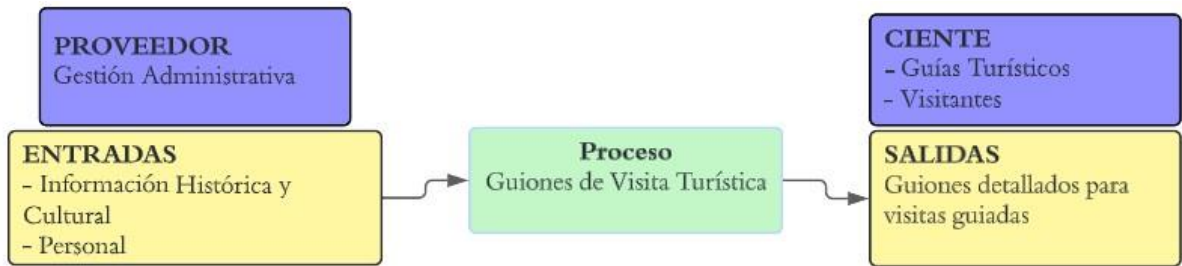 PROVEEDOR
Gestión Administrativa
ENTRADAS
- Información Histórica y
Cultural
- Personal
Proceso
Guiones de Visita Turística
CIENTE
- Guías Turísticos
- Visitantes
SALIDAS
Guiones detallados para
visitas guiadas